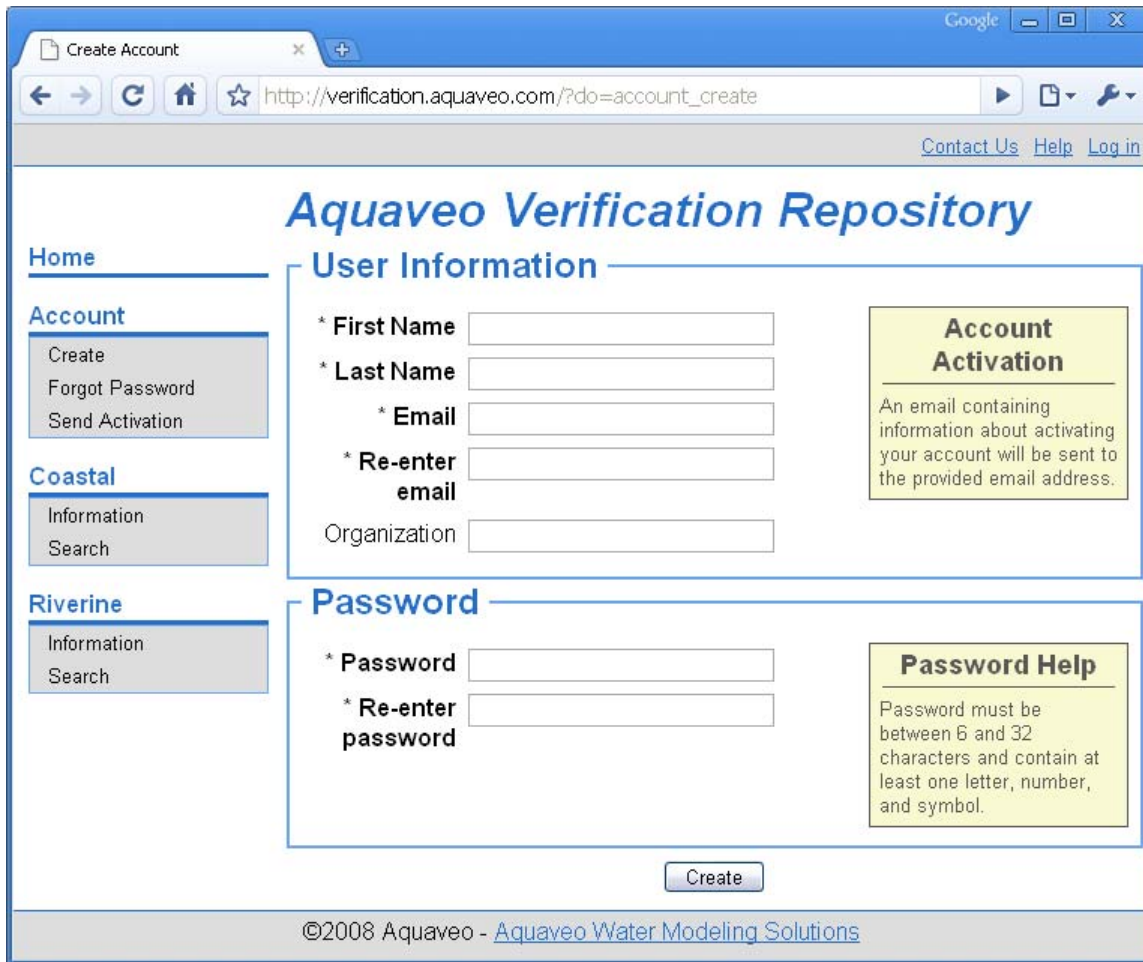 Google
Create Account
http://verification.aquaveo.com/?do=account_create
Contact Us Help Log in
Aquaveo Verification Repository
Home
Account
Create
Forgot Password
Send Activation
Coastal
Information
Search
Riverine
Information
Search
User Information
* First Name
* Last Name
* Email
* Re-enter
email
Organization
Account
Activation
An email containing
information about activating
your account will be sent to
the provided email address.
Password
* Password
* Re-enter
password
Password Help
Password must be
between 6 and 32
characters and contain at
least one letter, number,
and symbol.
Create
©2008 Aquaveo - Aquaveo Water Modeling Solutions